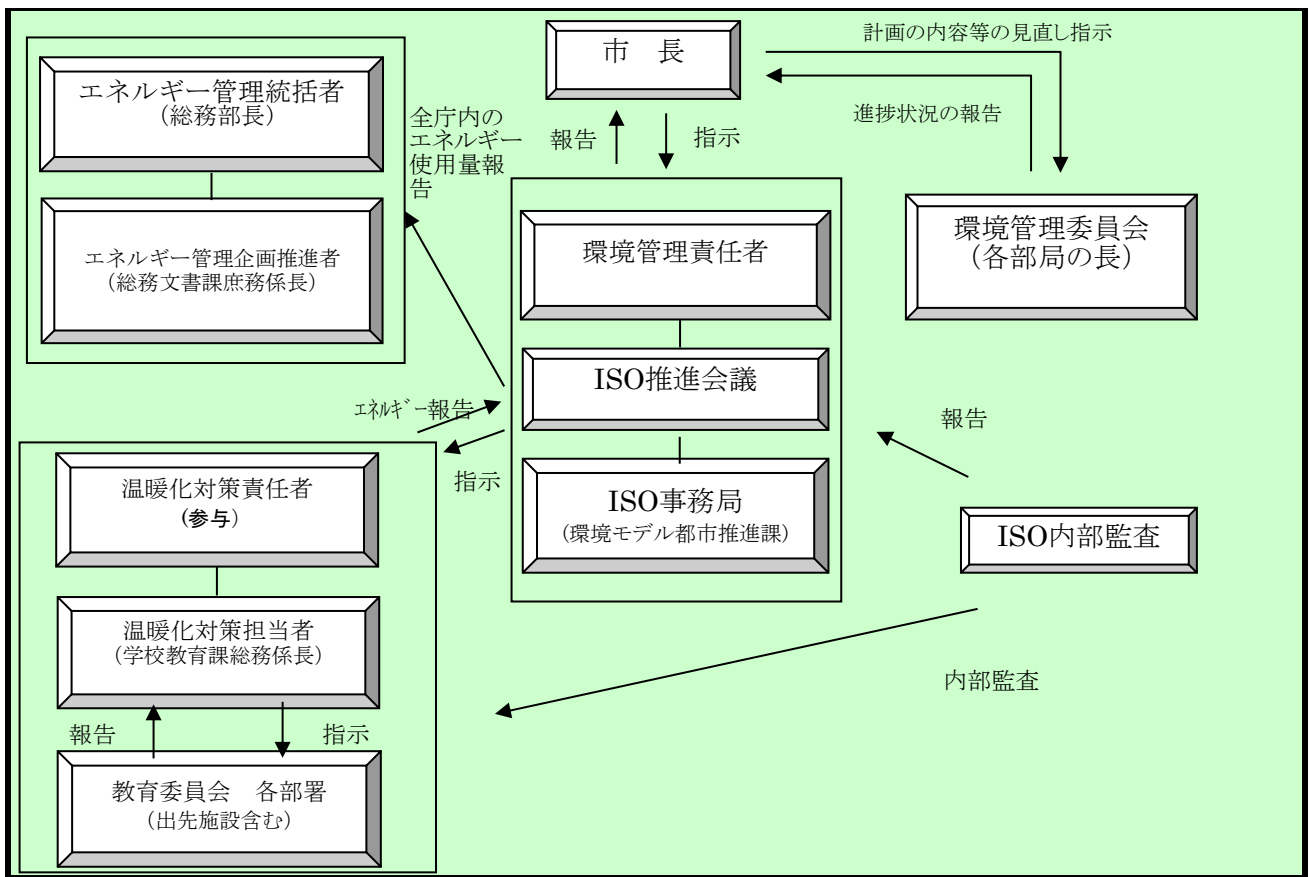 市　長
計画の内容等の見直し指示
進捗状況の報告
エネルギー管理統括者
（総務部長）
全庁内の
エネルギー
使用量報
告
報告
指示
エネルギー管理企画推進者
（総務文書課庶務係長）
環境管理責任者
環境管理委員会
（各部局の長）
ISO推進会議
ｴﾈﾙｷﾞｰ報告
報告
指示
温暖化対策責任者
(参与）
ISO事務局
（環境モデル都市推進課）
ISO内部監査
温暖化対策担当者
（学校教育課総務係長）
内部監査
報告
指示
教育委員会　各部署
（出先施設含む）